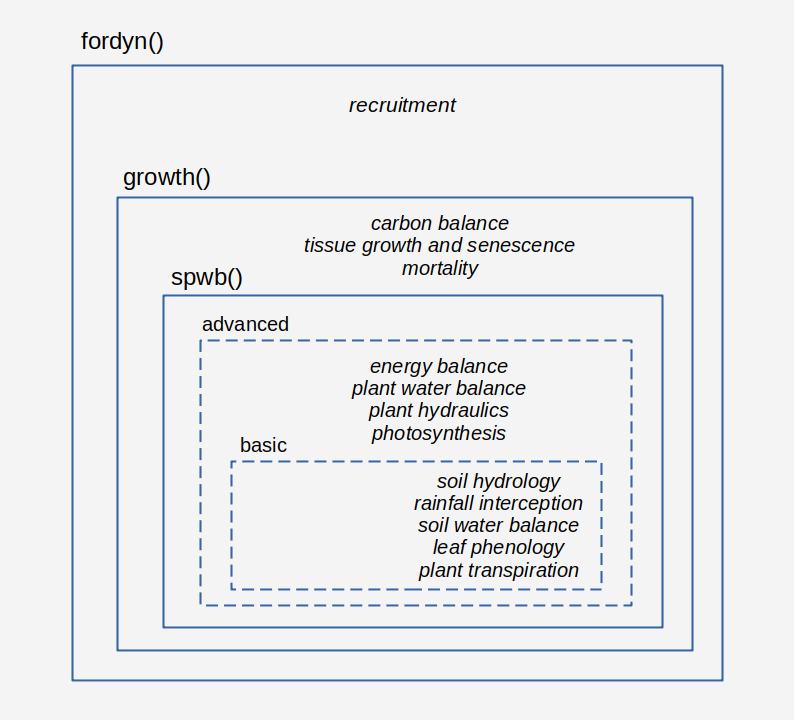 fordyn()
recruitment
growth()
carbon balance
tissue growth and senescence
mortality
spwb()
advanced
energy balance
plant water balance
plant hydraulics
photosynthesis
basic
soil hydrology
rainfall interception
soil water balance
leaf phenology
plant transpiration